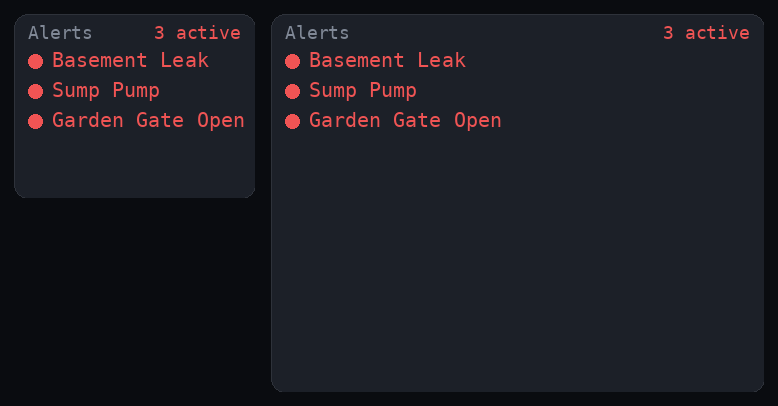 Alerts 3 active
Basement Leak
Sump Pump
Garden Gate Open
Alerts 3 active
Basement Leak
Sump Pump
Garden Gate Open